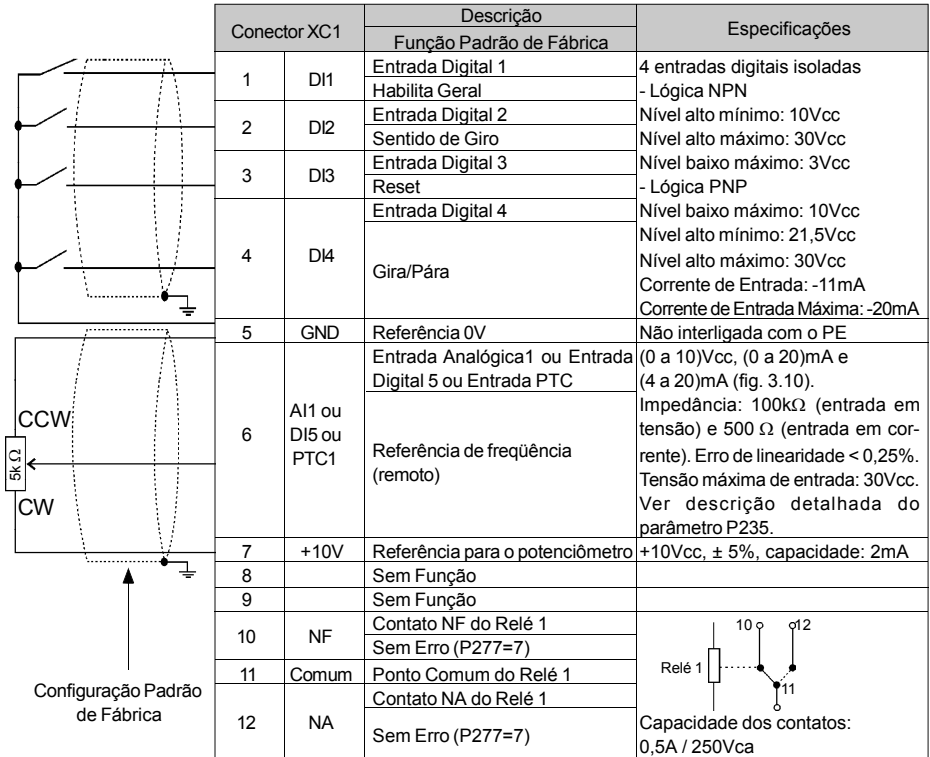 Conector XC1
Descrição
Função Padrão de Fábrica
Especificações
1
DI1
Entrada Digital 1
Habilita Geral
2
DI2
Entrada Digital 2
Sentido de Giro
3
DI3
Entrada Digital 3
Reset
4
DI4
Entrada Digital 4
Gira/Pára
4 entradas digitais isoladas
- Lógica NPN
Nível alto mínimo: 10Vcc
Nível alto máximo: 30Vcc
Nível baixo máximo: 3Vcc
- Lógica PNP
Nível baixo máximo: 10Vcc
Nível alto mínimo: 21,5Vcc
Nível alto máximo: 30Vcc
Corrente de Entrada: -11mA
Corrente de Entrada Máxima: -20mA
5
GND
Referência 0V
Não interligada com o PE
CCW
5k Ω
CW
6
AI1 ou
DI5 ou
PTC1
Entrada Analógica1 ou Entrada
Digital 5 ou Entrada PTC
Referência de freqüência
(remoto)
(0 a 10)Vcc, (0 a 20)mA e
(4 a 20)mA (fig. 3.10).
Impedância: 100kΩ (entrada em
tensão) e 500 Ω (entrada em cor-
rente). Erro de linearidade < 0,25%.
Tensão máxima de entrada: 30Vcc.
Ver descrição detalhada do
parâmetro P235.
7
+10V
Referência para o potenciômetro
+10Vcc, ± 5%, capacidade: 2mA
8
Sem Função
9
Sem Função
10
NF
Contato NF do Relé 1
Sem Erro (P277=7)
11
Comum
Ponto Comum do Relé 1
12
NA
Contato NA do Relé 1
Sem Erro (P277=7)
10
12
Relé 1
11
Capacidade dos contatos:
0,5A / 250Vca
Configuração Padrão
de Fábrica